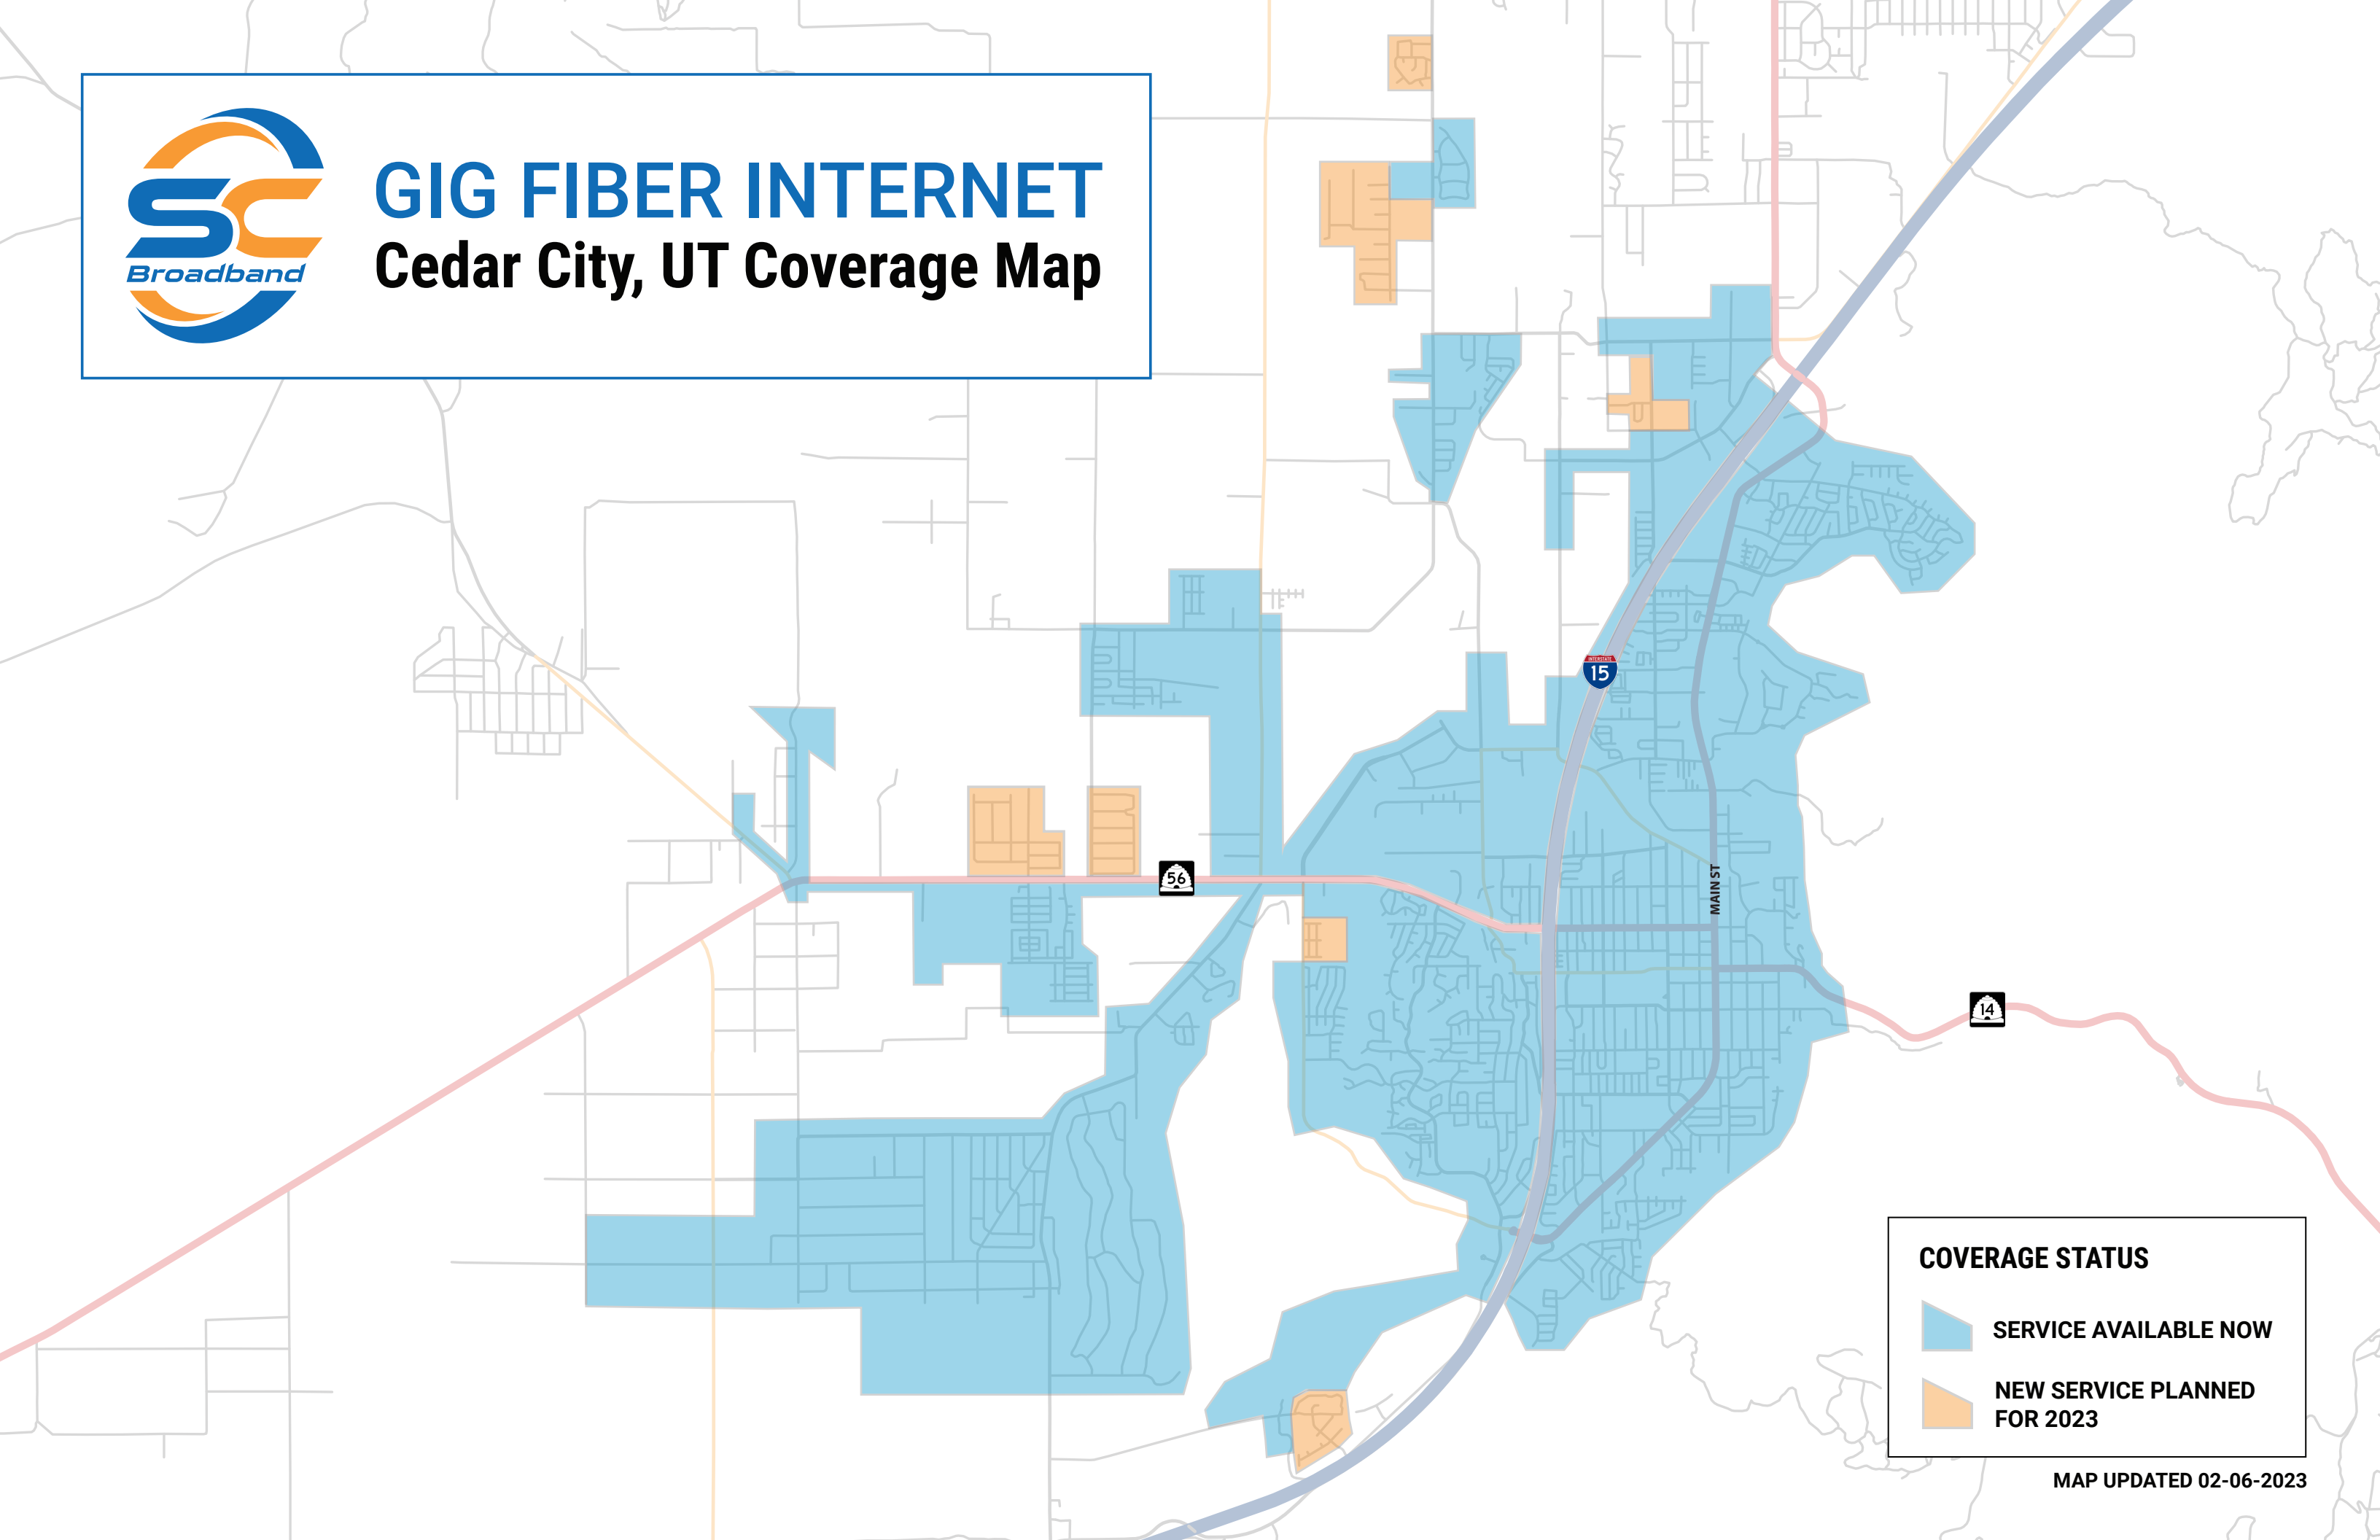 SC
Broadband
GIG FIBER INTERNET
Cedar City, UT Coverage Map
INTERSTATE
15
56
MAIN ST
14
COVERAGE STATUS
SERVICE AVAILABLE NOW
NEW SERVICE PLANNED
FOR 2023
MAP UPDATED 02-06-2023